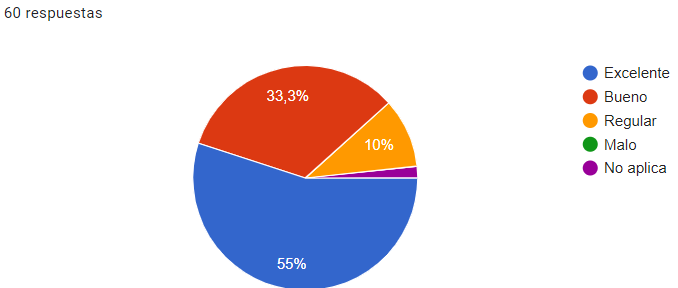 60 respuestas
33,3%
10%
55%
Excelente
Bueno
Regular
Malo
No aplica